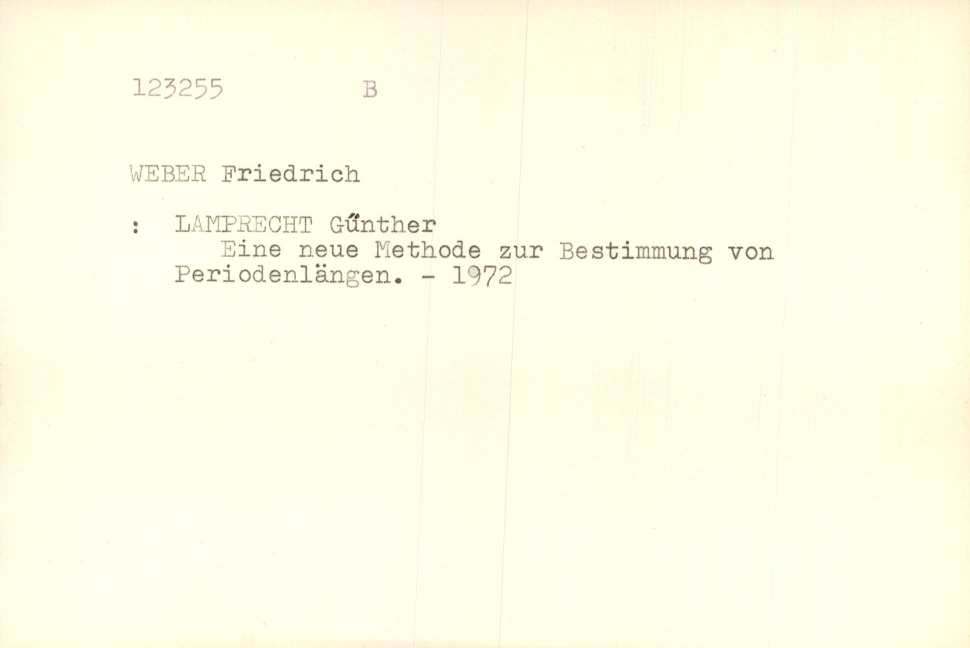 123255 B
WEBER Friedrich
: LAMPRECHT Günther
Eine neue Methode zur Bestimmung von
Periodenlängen. - 1972